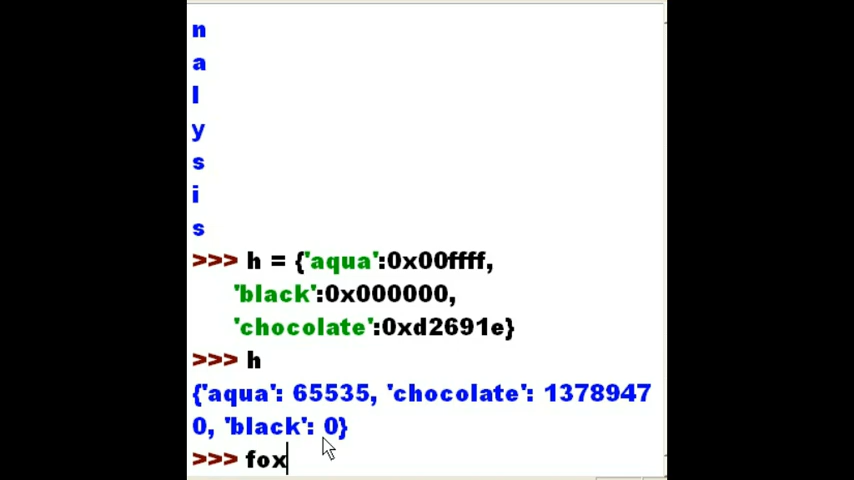 n
a
l
y
s
i
s
>>> h = {'aqua':0x00ffff,
'black':0x000000,
'chocolate':0xd2691e}
>>> h
{'aqua': 65535, 'chocolate': 1378947
0, 'black': 0}
>>> fox